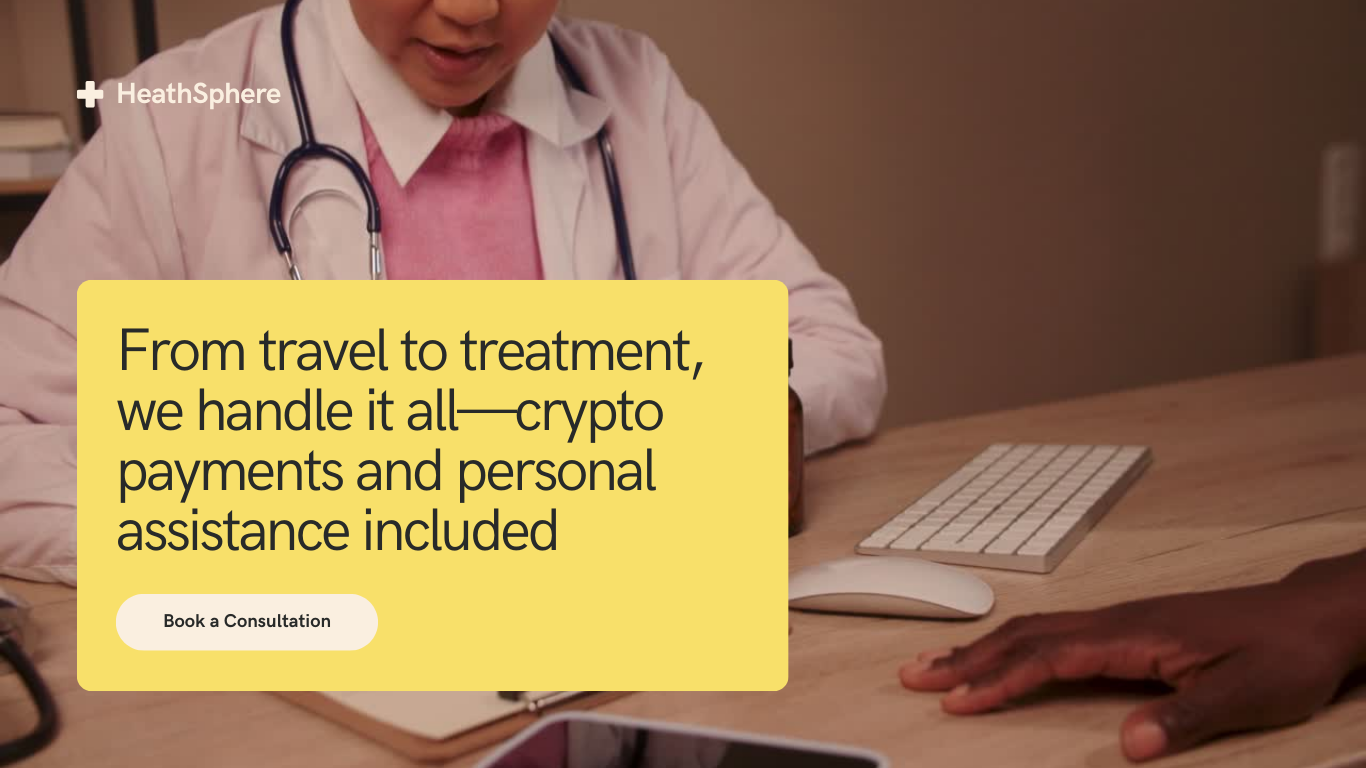 HeathSphere
From travel to treatment,
we handle it all—crypto
payments and personal
assistance included
Book a Consultation